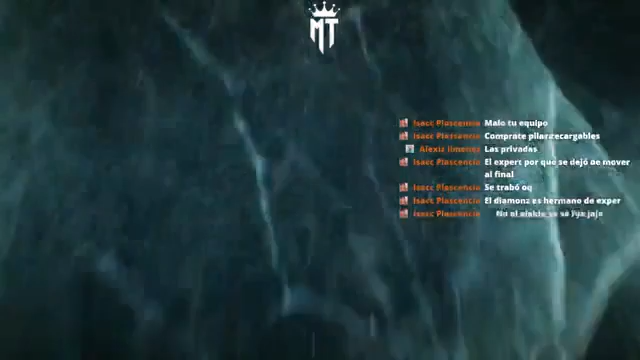 MT
Isacc Plascencia Malo tu equipo
Isacc Plascencia Comprate pilas recargables
Alexis Jimenez Las privadas
Isacc Plascencia El expert por que se dejó de mover
al final
Isacc Plascencia Se trabó oq
Isacc Plascencia El diamonz es hermano de exper
Isacc Plascencia